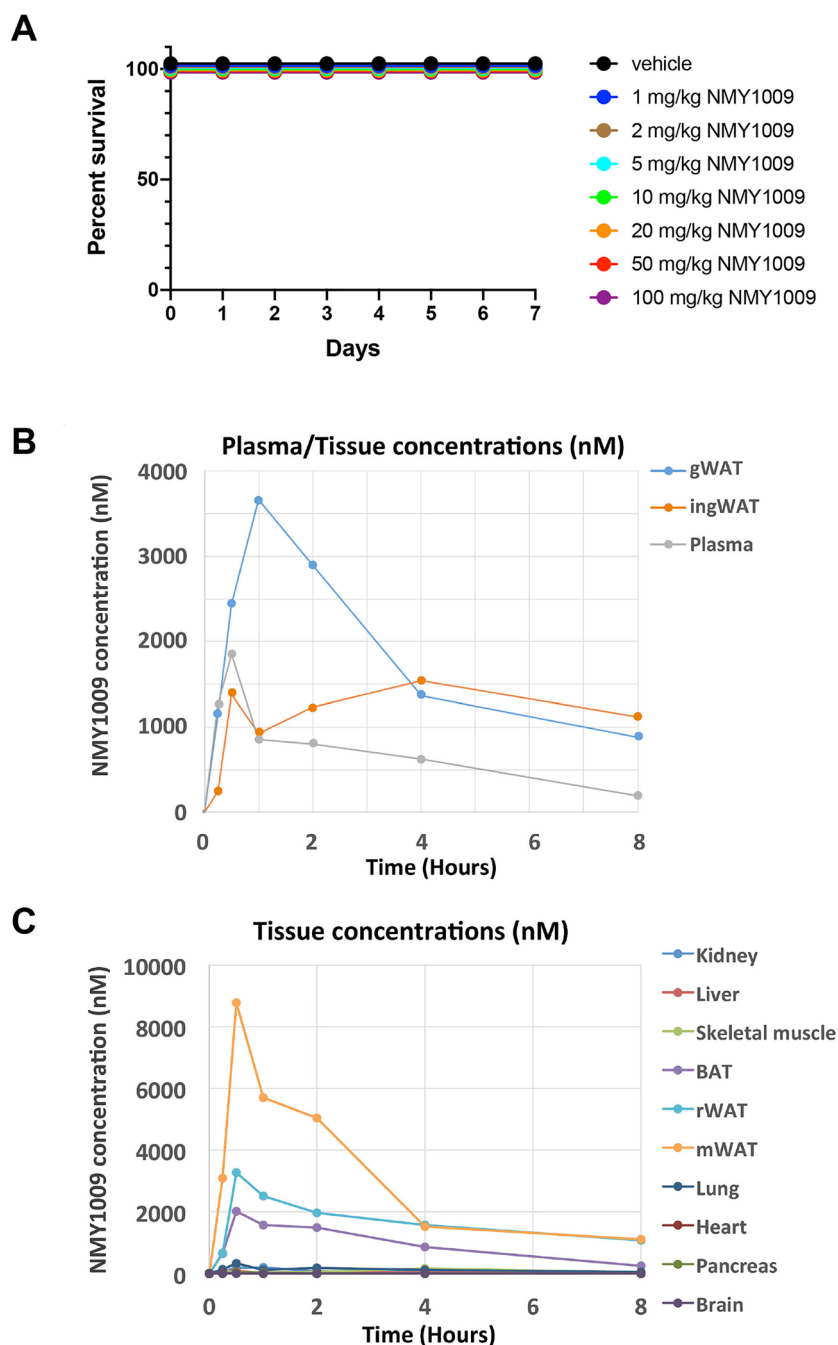 A
Percent survival
100
50
0
0 1 2 3 4 5 6 7
Days
vehicle
1 mg/kg NMY1009
2 mg/kg NMY1009
5 mg/kg NMY1009
10 mg/kg NMY1009
20 mg/kg NMY1009
50 mg/kg NMY1009
100 mg/kg NMY1009
B
Plasma/Tissue concentrations (nM)
NMY1009 concentration (nM)
4000
3000
2000
1000
0
0 2 4 6 8
Time (Hours)
gWAT
ingWAT
Plasma
C
Tissue concentrations (nM)
NMY1009 concentration (nM)
10000
8000
6000
4000
2000
0
0 2 4 6 8
Time (Hours)
Kidney
Liver
Skeletal muscle
BAT
rWAT
mWAT
Lung
Heart
Pancreas
Brain